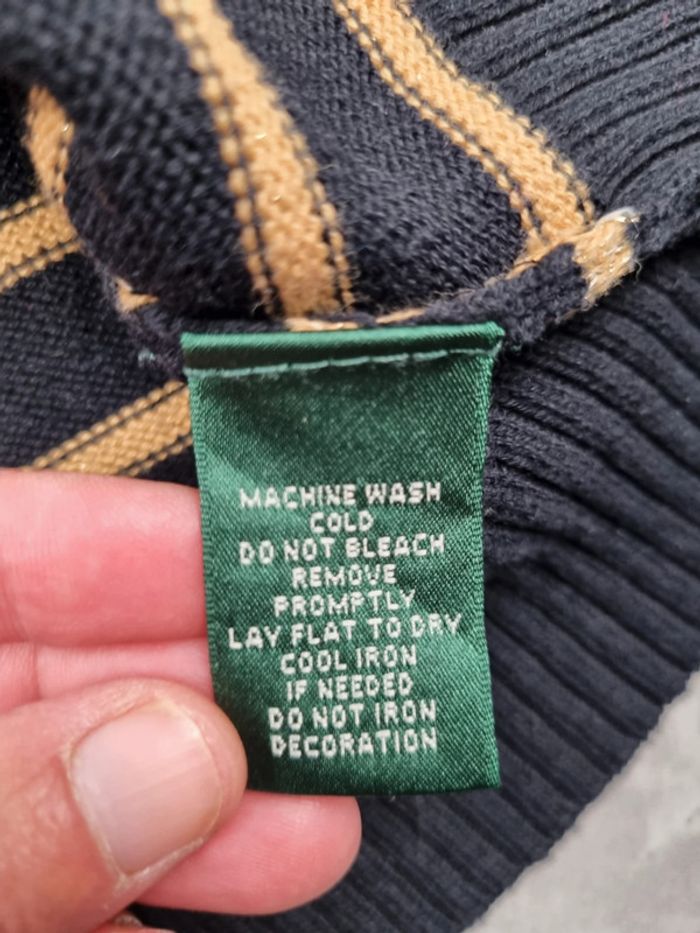 MACHINE WASH
COLD
DO NOT BLEACH
REMOVE
PROMPTLY
LAY FLAT TO DRY
COOL IRON
IF NEEDED
DO NOT IRON
DECORATION